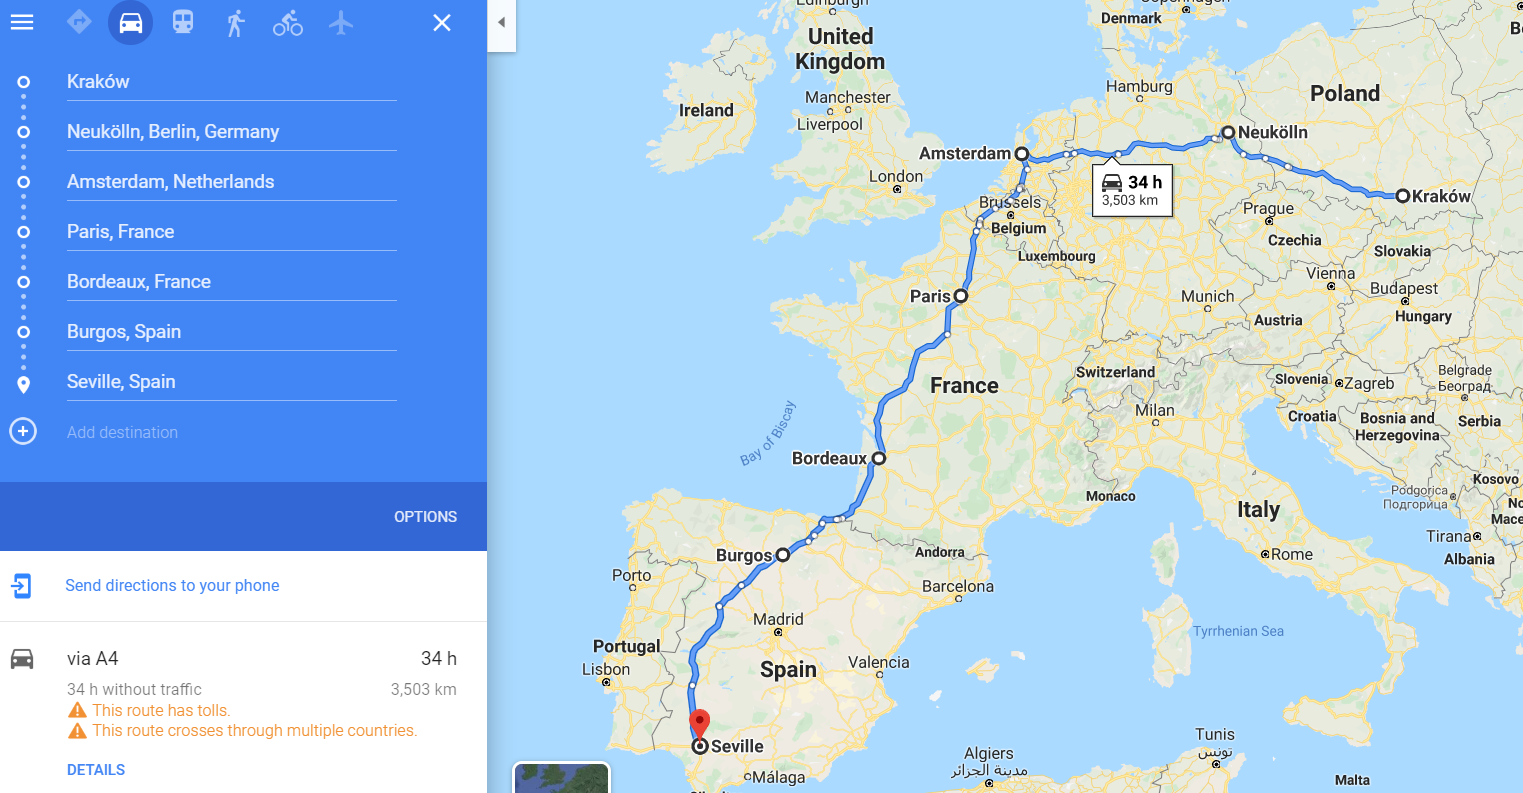 Kraków
Neukölln, Berlin, Germany
Amsterdam, Netherlands
Paris, France
Bordeaux, France
Burgos, Spain
Seville, Spain
Add destination
OPTIONS
Send directions to your phone
via A4
34 h
34 h without traffic
3,503 km
This route has tolls.
This route crosses through multiple countries.
DETAILS
Denmark
United
Kingdom
Hamburg
Poland
Manchester
Ireland
Liverpool
Neukölln
Amsterdam
London
34 h
3,503 km
Kraków
Brussels
Prague
Belgium
Czechia
Slovakia
Luxembourg
Vienna
Paris
Munich
Budapest
Hungary
Austria
Switzerland
France
Slovenia
Zagreb
Belgrade
Београд
Milan
Croatia
Bosnia and
Herzegovina
Serbia
Bay of Biscay
Bordeaux
Monaco
Kosovo
Podgorica
Подгорица
Italy
North
Mace
Tirana
Burgos
Andorra
Rome
Albania
Porto
Barcelona
Madrid
Tyrrhenian Sea
Portugal
Lisbon
Spain
Valencia
Seville
Tunis
تونس
Algiers
مدينة الجزائر
Málaga
Malta